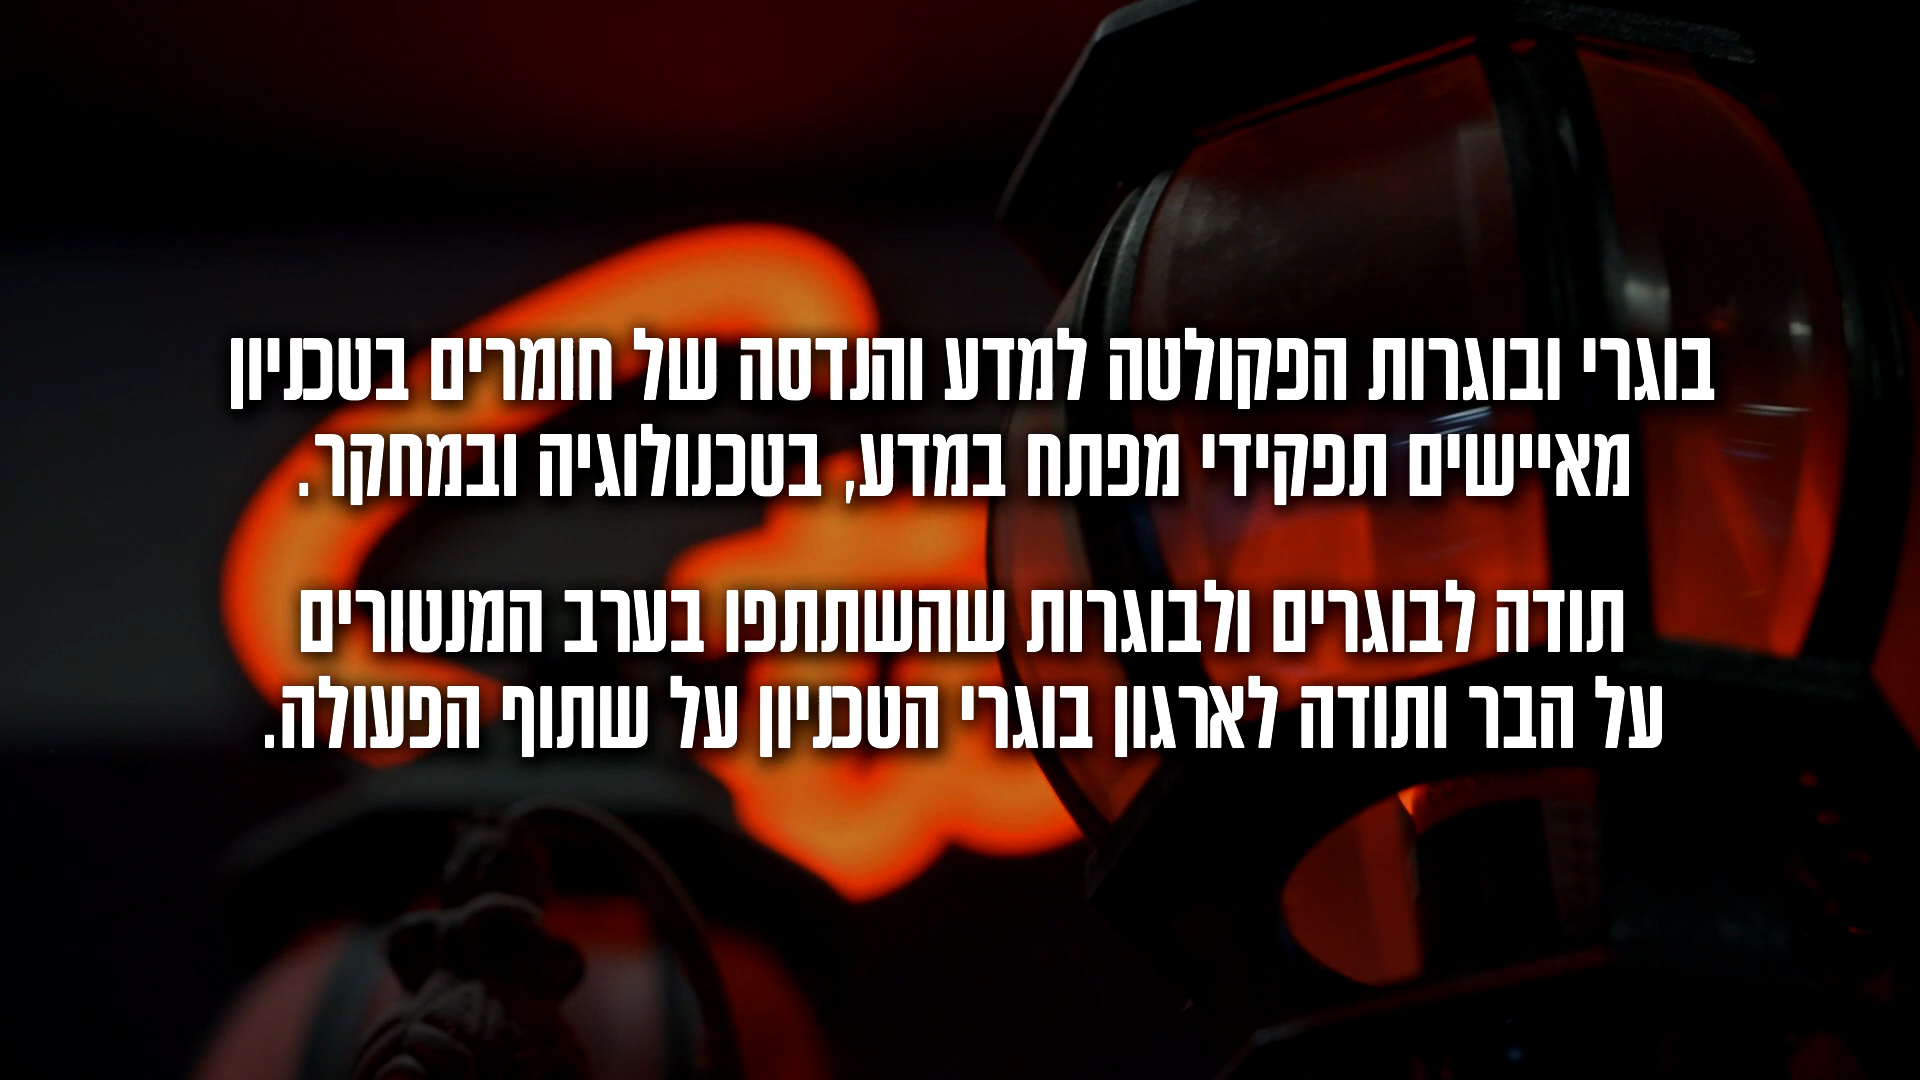 בוגרי ובוגרות הפקולטה למדע והנדסה של חומרים בטכניון
מאיישים תפקידי מפתח במדע, בטכנולוגיה ובמחקר.
תודה לבוגרים ולבוגרות שהשתתפו בערב המנטורים
על הבר ותודה לארגון בוגרי הטכניון על שתוף הפעולה.